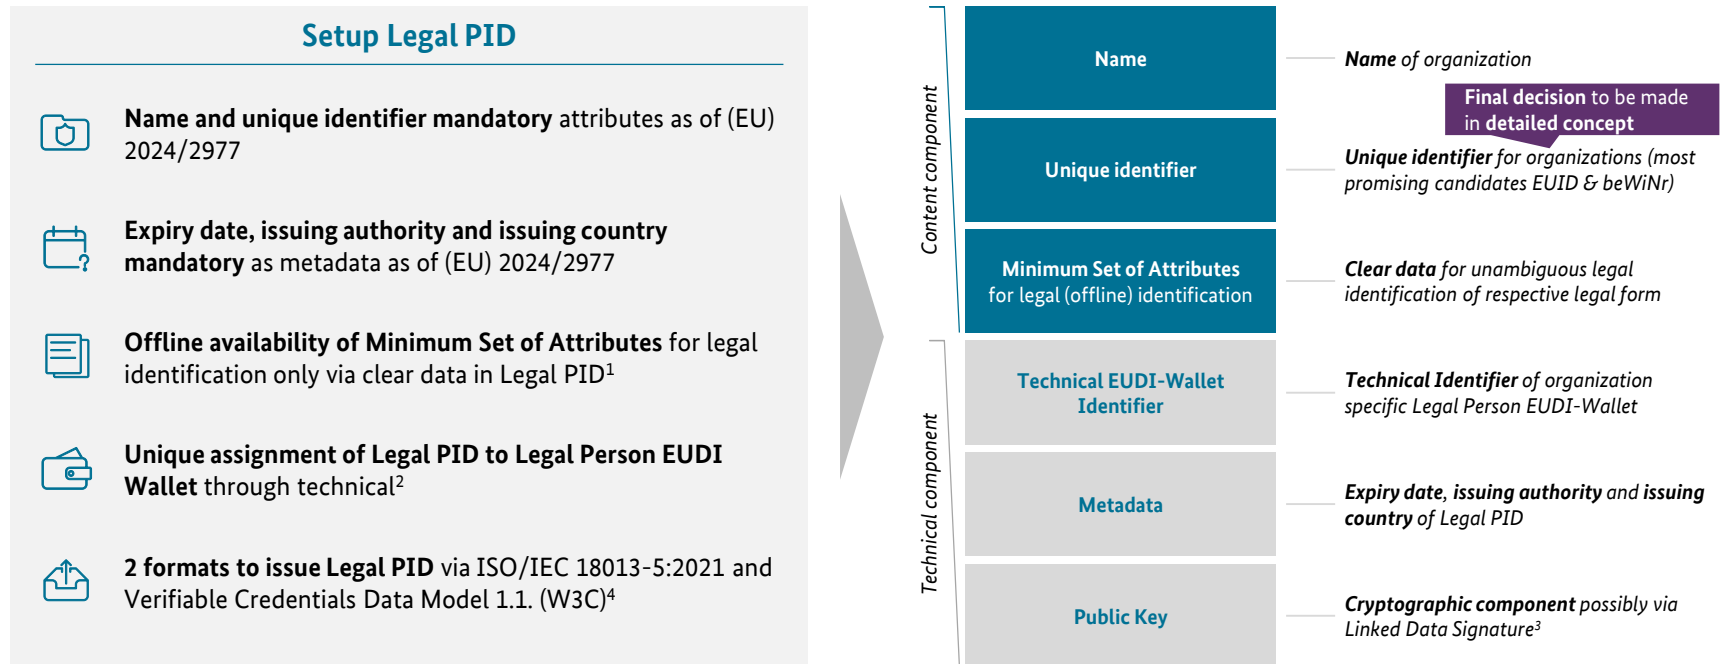 Setup Legal PID
Name and unique identifier mandatory attributes as of (EU)
2024/2977
Expiry date, issuing authority and issuing country
mandatory as metadata as of (EU) 2024/2977
Offline availability of Minimum Set of Attributes for legal
identification only via clear data in Legal PID¹
Unique assignment of Legal PID to Legal Person EUDI
Wallet through technical²
2 formats to issue Legal PID via ISO/IEC 18013-5:2021 and
Verifiable Credentials Data Model 1.1. (W3C)⁴
Content component
Name
Name of organization
Final decision to be made
in detailed concept
Unique identifier
Unique identifier for organizations (most
promising candidates EUID & beWiNr)
Minimum Set of Attributes
for legal (offline) identification
Clear data for unambiguous legal
identification of respective legal form
Technical component
Technical EUDI-Wallet
Identifier
Technical Identifier of organization
specific Legal Person EUDI-Wallet
Metadata
Expiry date, issuing authority and issuing
country of Legal PID
Public Key
Cryptographic component possibly via
Linked Data Signature³